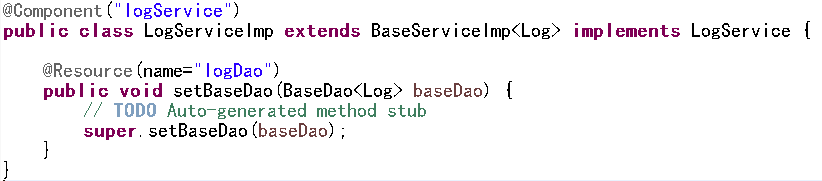 @Component("logService")
public class LogServiceImp extends BaseServiceImp<Log> implements LogService {
@Resource(name="logDao")
public void setBaseDao(BaseDao<Log> baseDao) {
// TODO Auto-generated method stub
super.setBaseDao(baseDao);
}
}